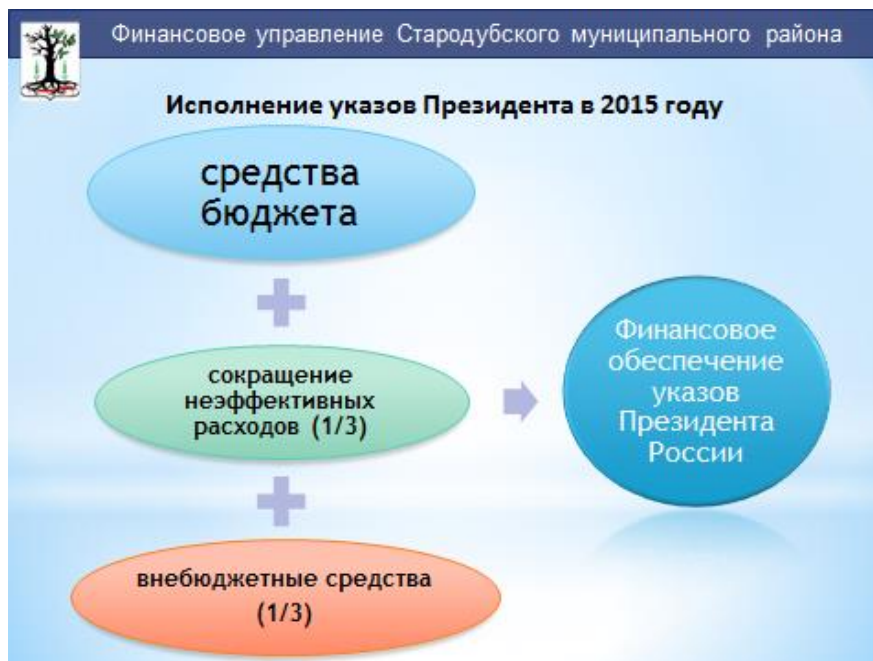 Финансовое управление Стародубского муниципального района
Исполнение указов Президента в 2015 году
средства
бюджета
сокращение
неэффективных
расходов (1/3)
внебюджетные средства
(1/3)
Финансовое
обеспечение
указов
Президента
России